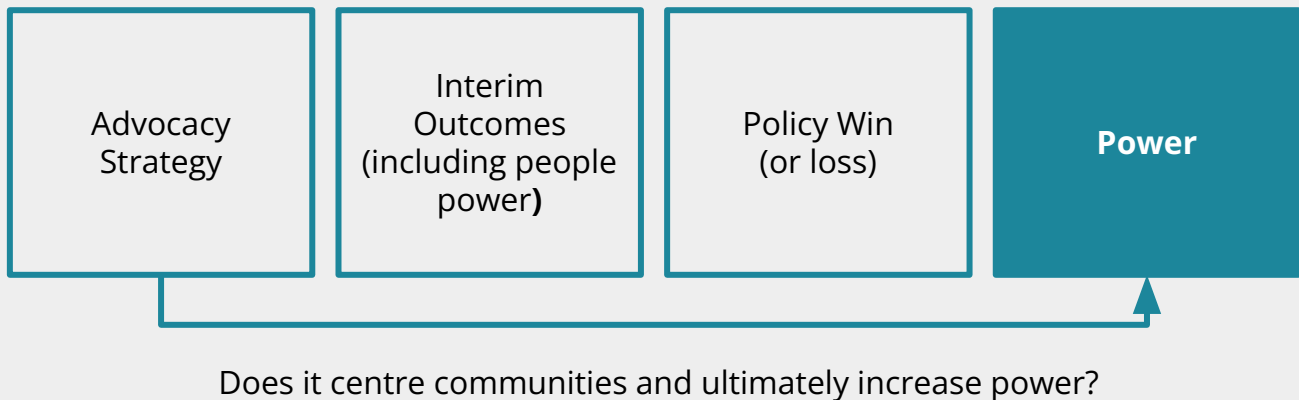 Advocacy
Strategy
Interim
Outcomes
(including people
power)
Policy Win
(or loss)
Power
Does it centre communities and ultimately increase power?